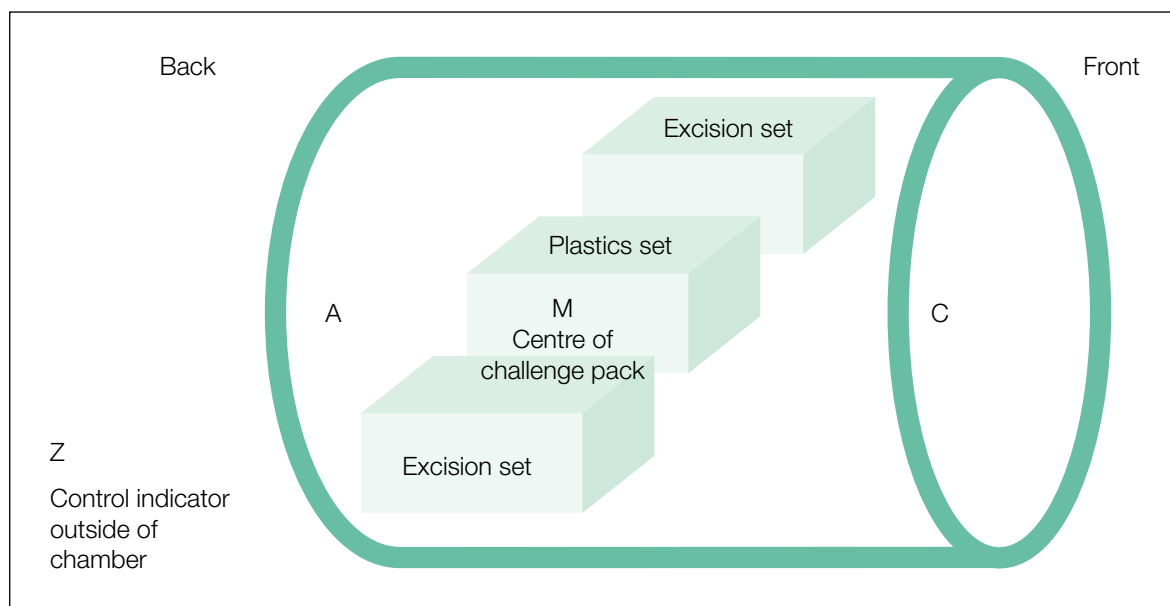 Back
Front
Excision set
Plastics set
A
M
C
Centre of
challenge pack
Z
Excision set
Control indicator
outside of
chamber